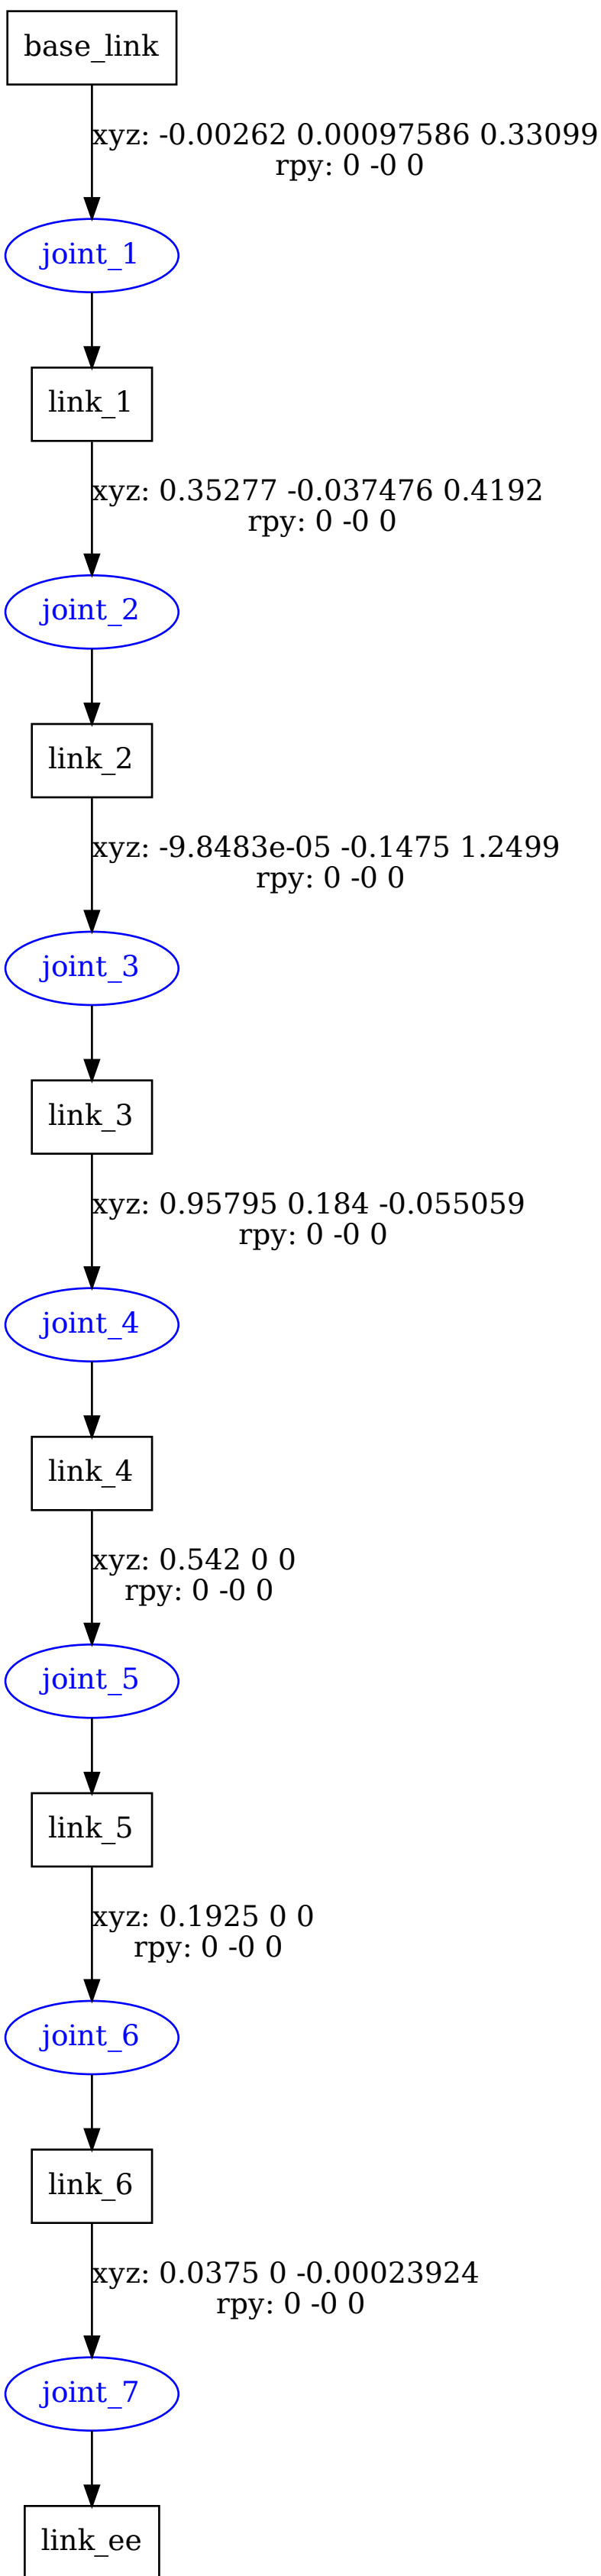 base_link
xyz: -0.00262 0.00097586 0.33099
rpy: 0 -0 0
joint_1
link_1
xyz: 0.35277 -0.037476 0.4192
rpy: 0 -0 0
joint_2
link_2
xyz: -9.8483e-05 -0.1475 1.2499
rpy: 0 -0 0
joint_3
link_3
xyz: 0.95795 0.184 -0.055059
rpy: 0 -0 0
joint_4
link_4
xyz: 0.542 0 0
rpy: 0 -0 0
joint_5
link_5
xyz: 0.1925 0 0
rpy: 0 -0 0
joint_6
link_6
xyz: 0.0375 0 -0.00023924
rpy: 0 -0 0
joint_7
link_ee